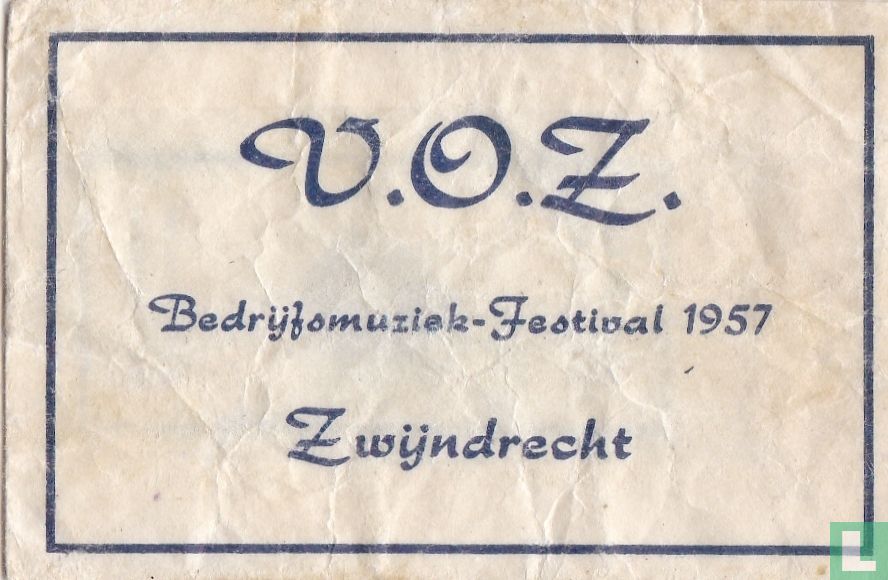 V.O.Z.
Bedrijfsmuziek-Festival 1957
Zwijndrecht